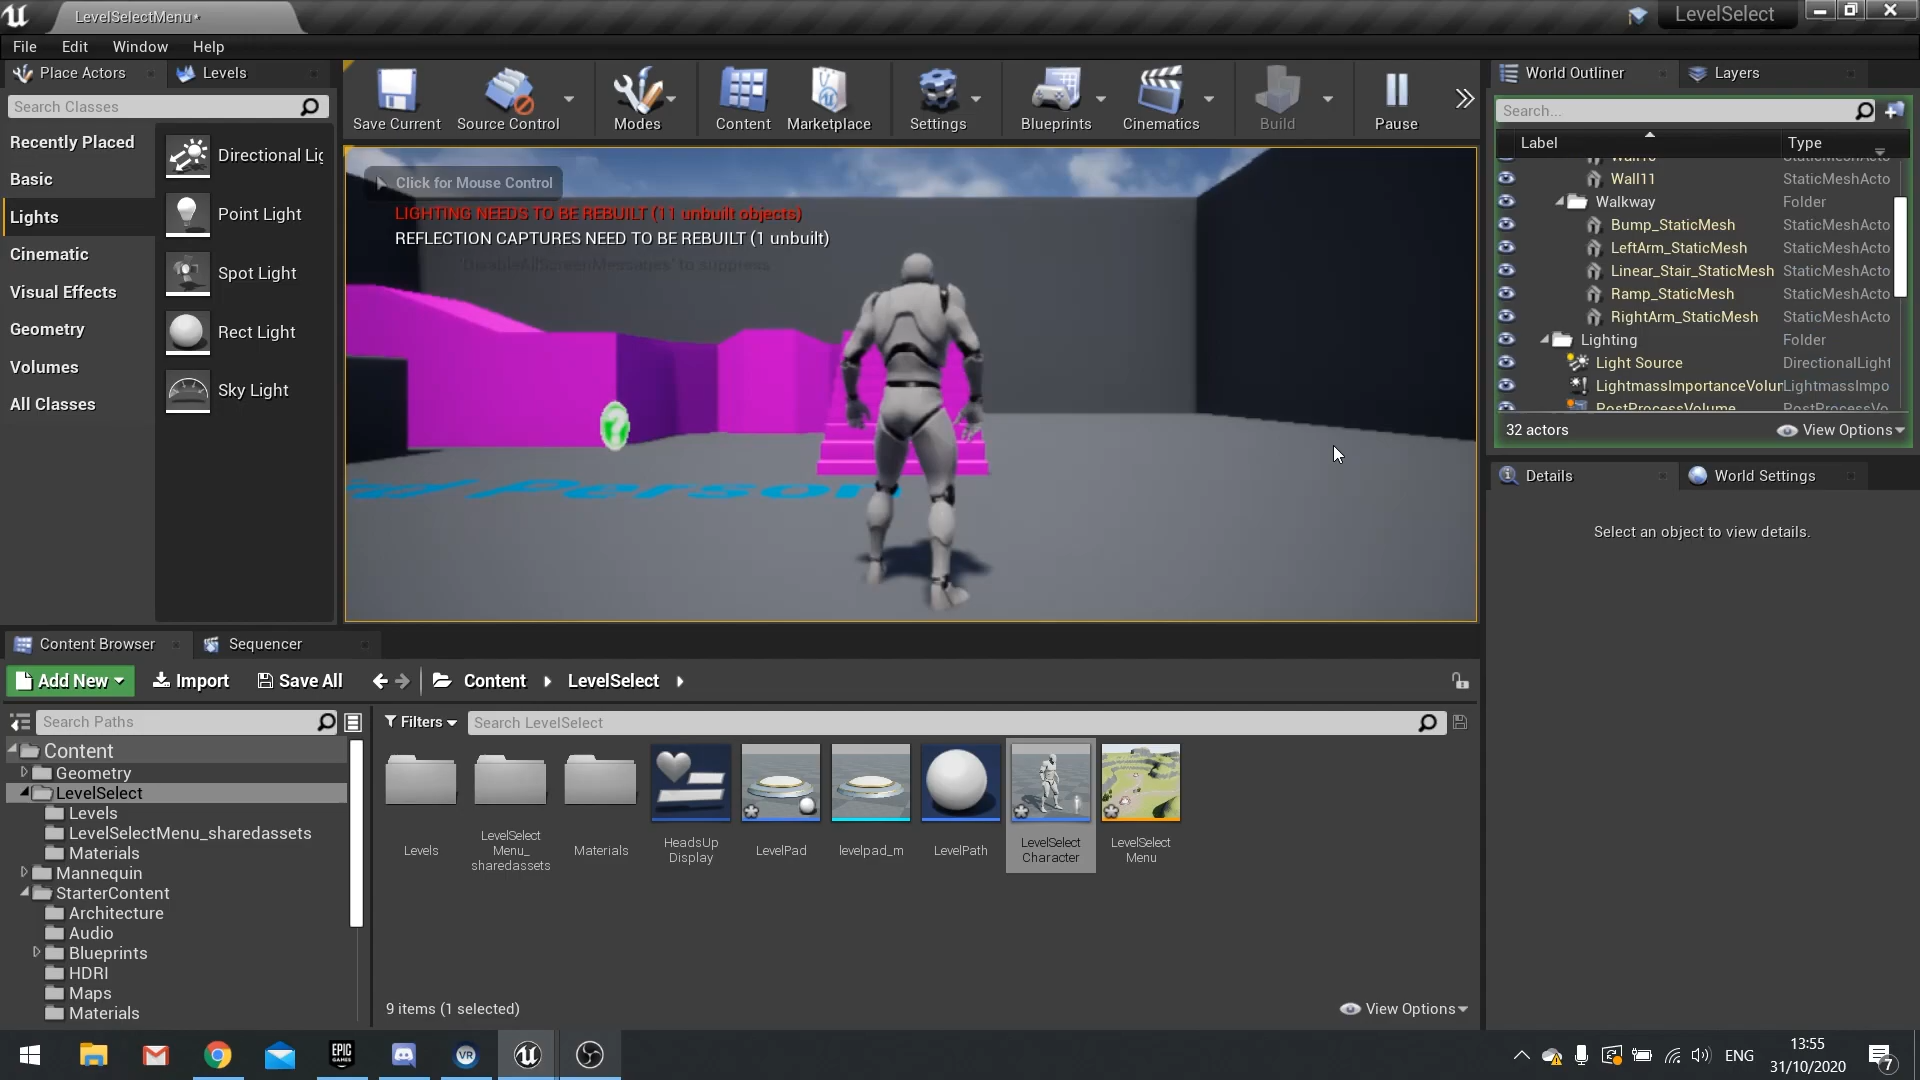 LevelSelectMenu*
LevelSelect
File Edit Window Help
Place Actors
Levels
Search Classes
Recently Placed
Basic
Lights
Cinematic
Visual Effects
Geometry
Volumes
All Classes
Directional Lig
Point Light
Spot Light
Rect Light
Sky Light
Save Current
Source Control
Modes
Content
Marketplace
Settings
Blueprints
Cinematics
Build
Pause
Click for Mouse Control
LIGHTING NEEDS TO BE REBUILT (11 unbuilt objects)
REFLECTION CAPTURES NEED TO BE REBUILT (1 unbuilt)
'DisableAllScreenMessages' to suppress
World Outliner
Layers
Search...
Label Type
Wall11 StaticMeshActo
Walkway Folder
Bump_StaticMesh StaticMeshActo
LeftArm_StaticMesh StaticMeshActo
Linear_Stair_StaticMesh StaticMeshActo
Ramp_StaticMesh StaticMeshActo
RightArm_StaticMesh StaticMeshActo
Lighting Folder
Light Source DirectionalLight
LightmassImportanceVolum LightmassImpo
PostProcessVolume PostProcessVo
32 actors
View Options
Details
World Settings
Select an object to view details.
Content Browser
Sequencer
Add New
Import
Save All
Content
LevelSelect
Search Paths
Filters
Search LevelSelect
Content
Geometry
LevelSelect
Levels
LevelSelectMenu_sharedassets
Materials
Mannequin
StarterContent
Architecture
Audio
Blueprints
HDRI
Maps
Materials
Levels
LevelSelect
Menu_
sharedassets
Materials
HeadsUp
Display
LevelPad
levelpad_m
LevelPath
LevelSelect
Character
LevelSelect
Menu
9 items (1 selected)
View Options
EPIC
GAMES
VR
ENG
13:55
31/10/2020
7